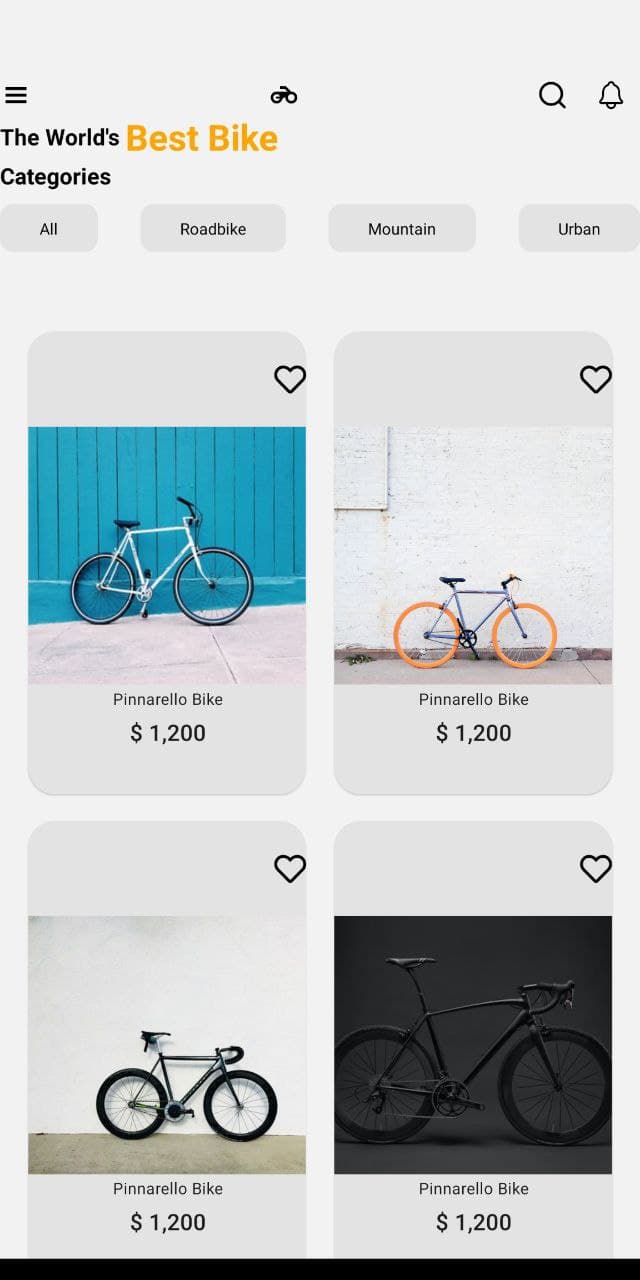 The World's Best Bike
Categories
All Roadbike Mountain Urban
Pinnarello Bike Pinnarello Bike
$ 1,200 $ 1,200
Pinnarello Bike Pinnarello Bike
$ 1,200 $ 1,200